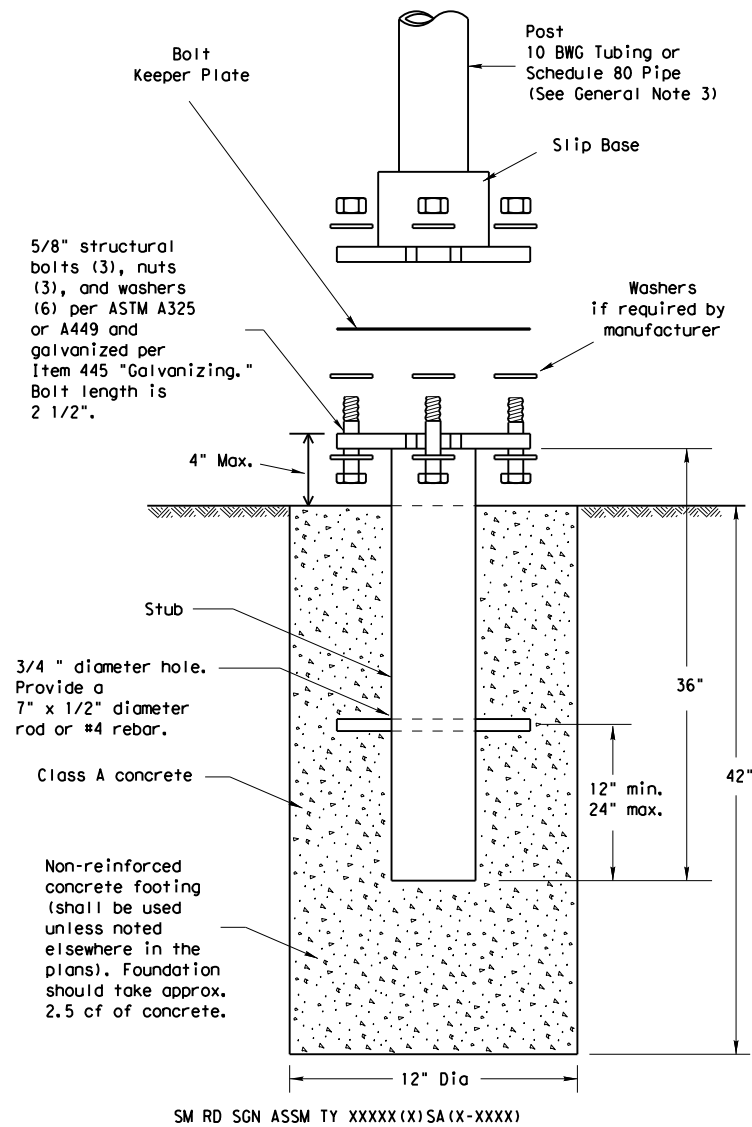 Bolt
Keeper Plate
Post
10 BWG Tubing or
Schedule 80 Pipe
(See General Note 3)
Slip Base
5/8" structural
bolts (3), nuts
(3), and washers
(6) per ASTM A325
or A449 and
galvanized per
Item 445 "Galvanizing."
Bolt length is
2 1/2".
Washers
if required by
manufacturer
4" Max.
Stub
3/4 " diameter hole.
Provide a
7" x 1/2" diameter
rod or #4 rebar.
36"
Class A concrete
12" min.
24" max.
42"
Non-reinforced
concrete footing
(shall be used
unless noted
elsewhere in the
plans). Foundation
should take approx.
2.5 cf of concrete.
12" Dia
SM RD SGN ASSM TY XXXXX(X)SA(X-XXXX)